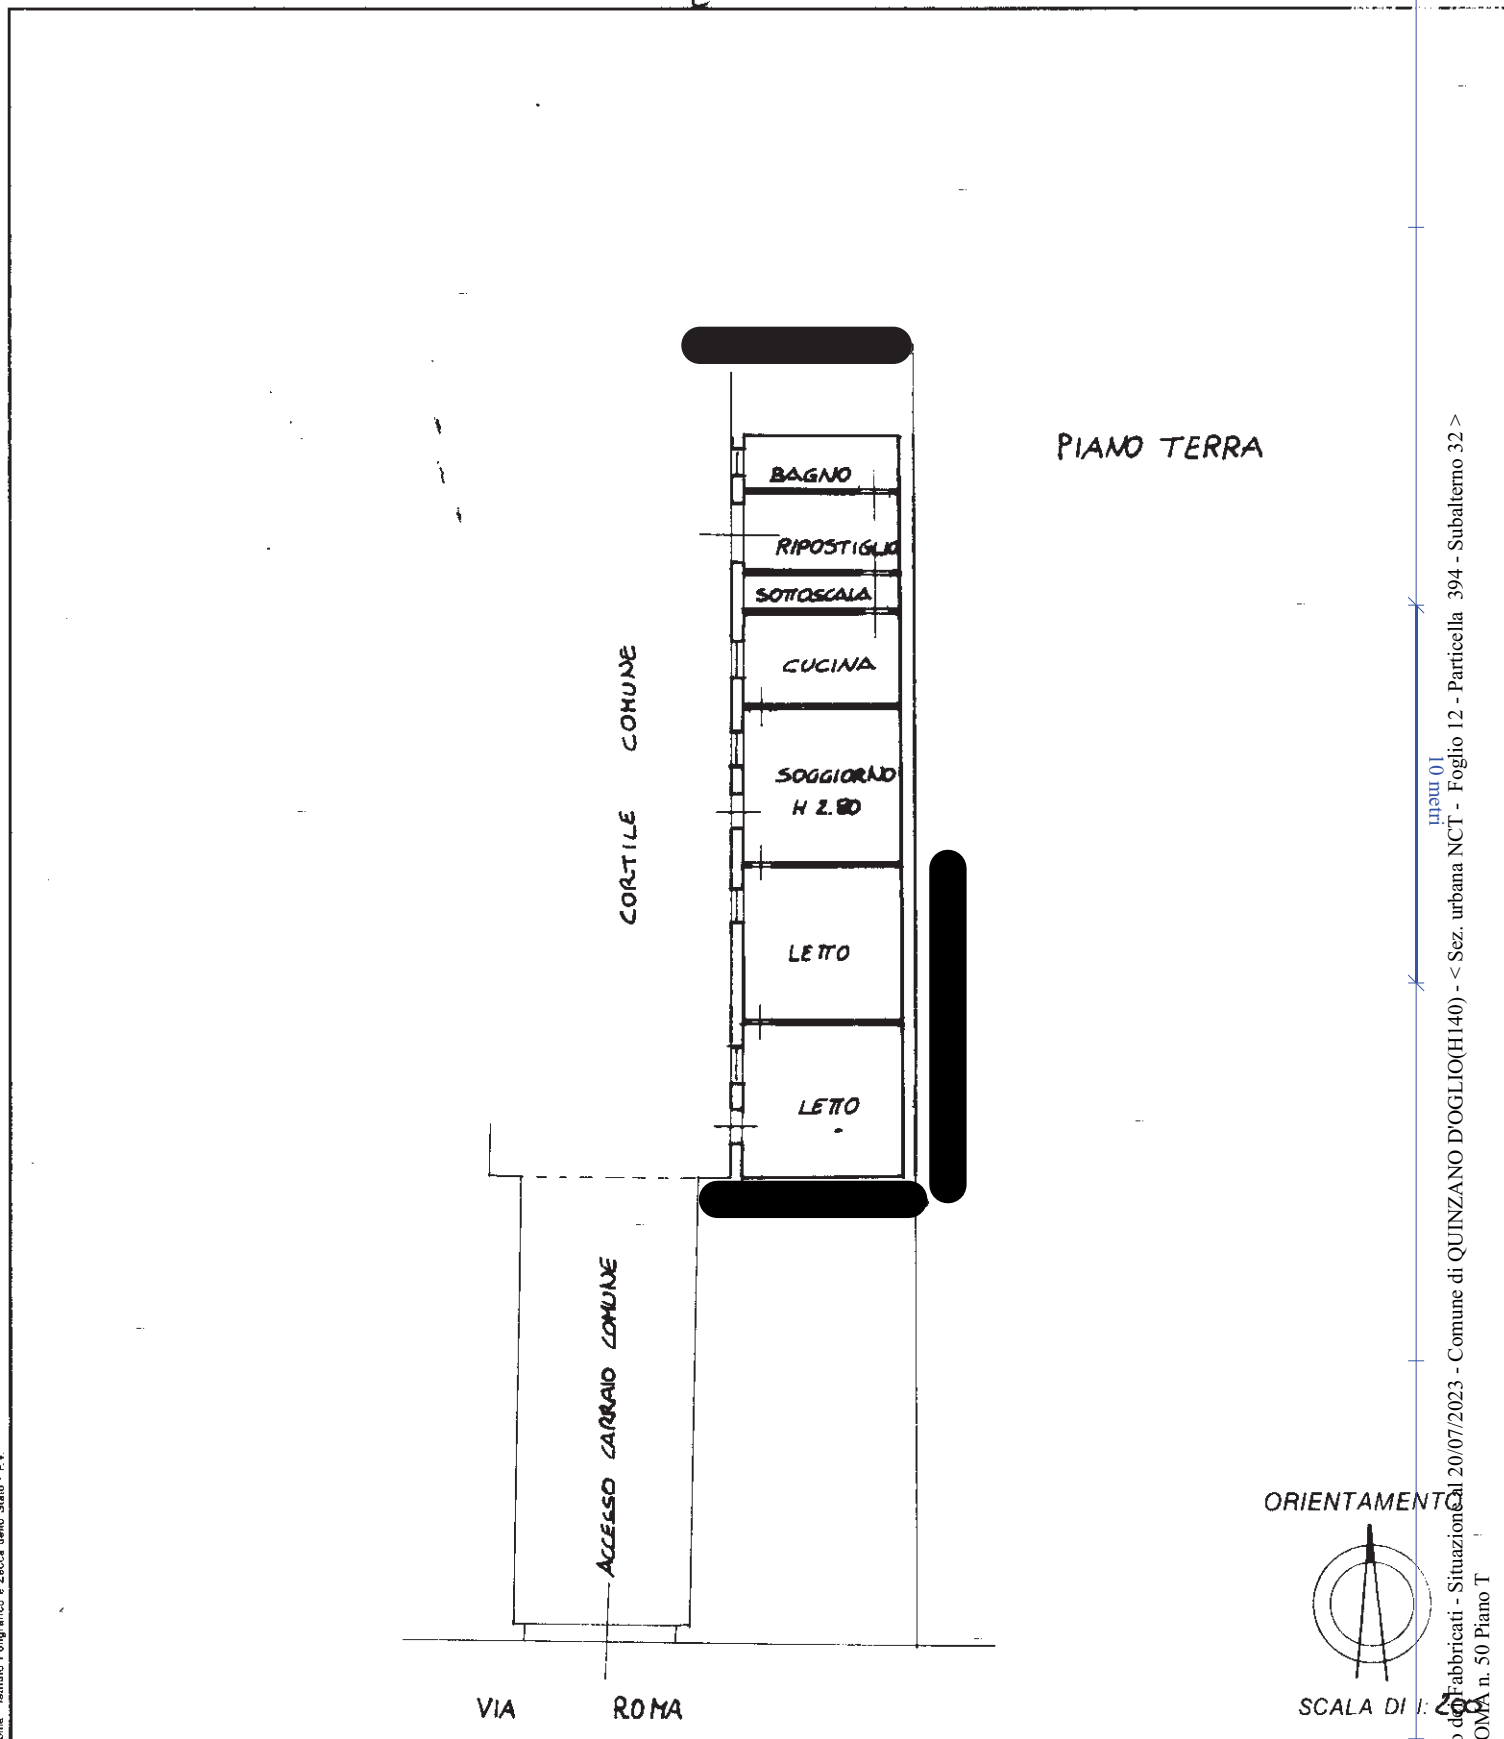 PIANO TERRA
BAGNO
RIPOSTIGLIO
SOTTOSCALA
CUCINA
SOGGIORNO
H 2.80
LETTO
LETTO
CORTILE COMUNE
ACCESSO CARRAIO COMUNE
VIA ROMA
ORIENTAMENTO
SCALA DI 1: 200
10 metri
Fabbricati - Situazione al 20/07/2023 - Comune di QUINZANO D'OGLIO(H140) - < Sez. urbana NCT - Foglio 12 - Particella 394 - Subalterno 32 >
OMA n. 50 Piano T